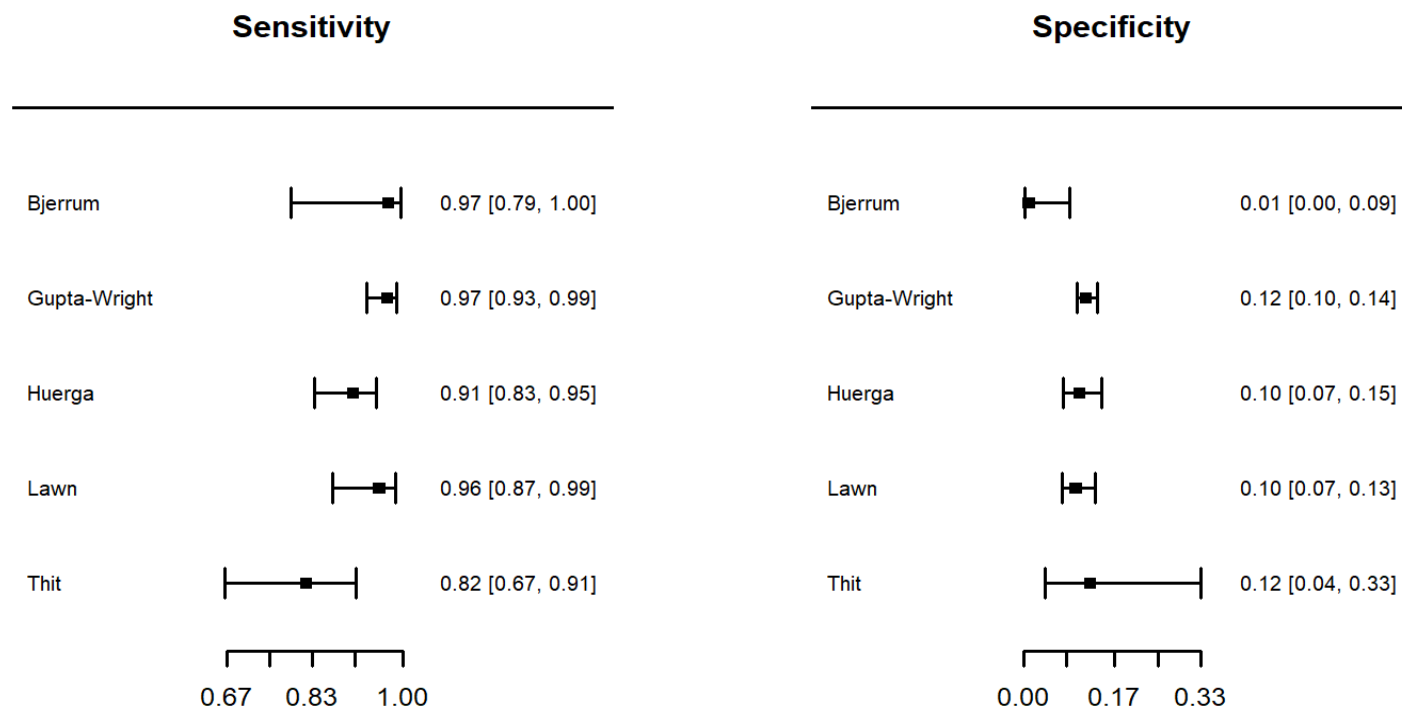 Sensitivity Specificity
Bjerrum 0.97 [0.79, 1.00] Bjerrum 0.01 [0.00, 0.09]
Gupta-Wright 0.97 [0.93, 0.99] Gupta-Wright 0.12 [0.10, 0.14]
Huerga 0.91 [0.83, 0.95] Huerga 0.10 [0.07, 0.15]
Lawn 0.96 [0.87, 0.99] Lawn 0.10 [0.07, 0.13]
Thit 0.82 [0.67, 0.91] Thit 0.12 [0.04, 0.33]
0.67 0.83 1.00 0.00 0.17 0.33